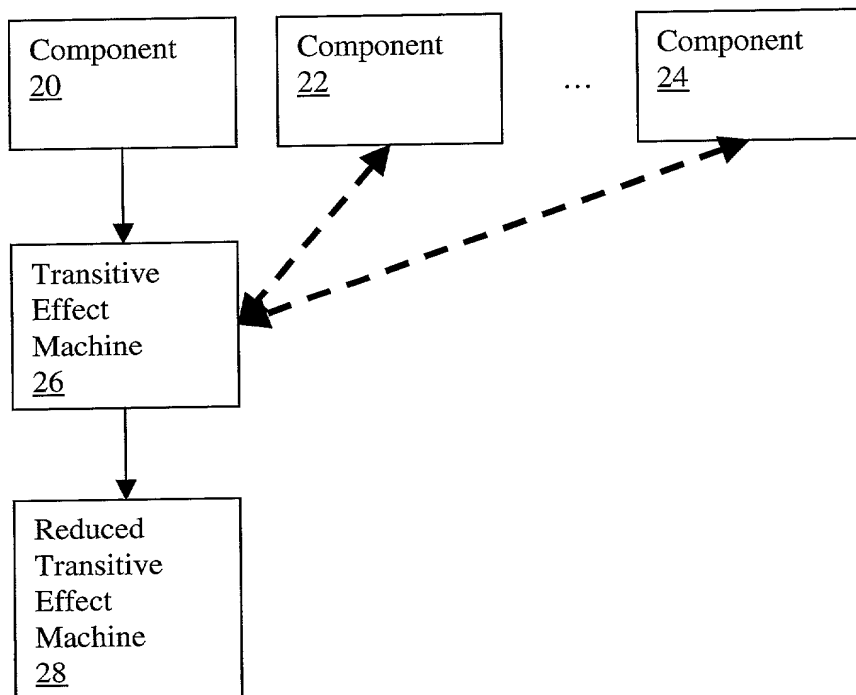 Component
20
Component
22
...
Component
24
Transitive
Effect
Machine
26
Reduced
Transitive
Effect
Machine
28